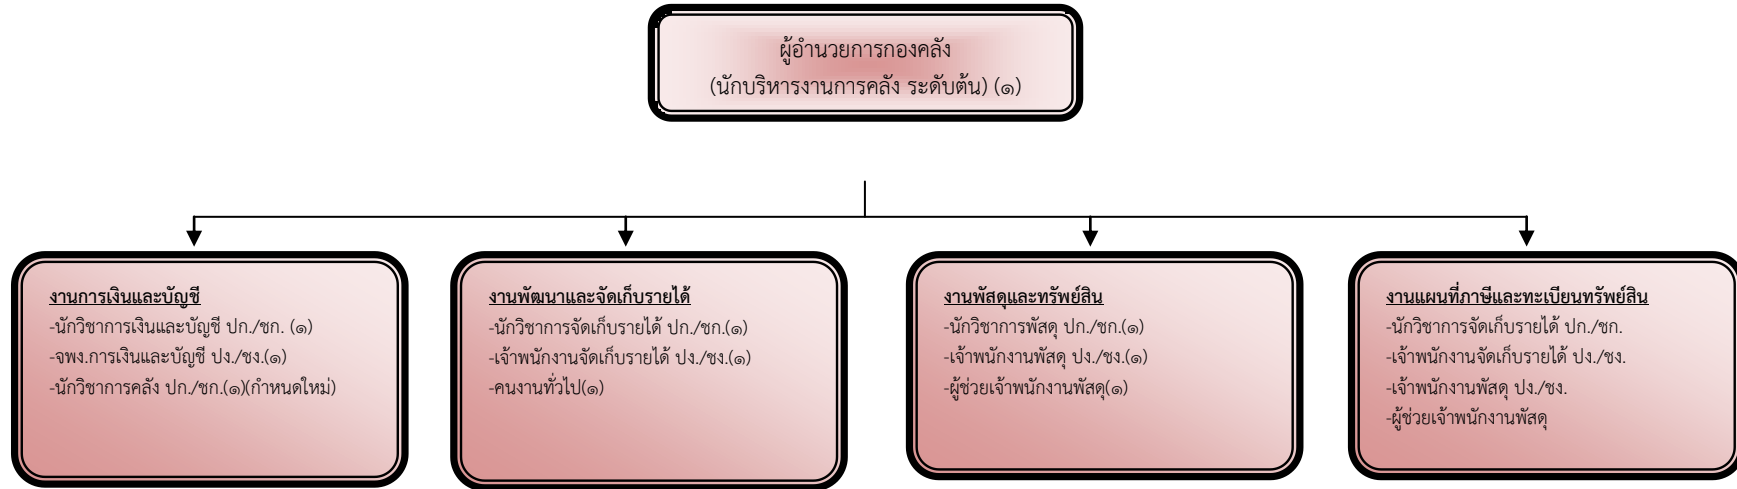 ผู้อำนวยการกองคลัง
(นักบริหารงานการคลัง ระดับต้น) (๑)
งานการเงินและบัญชี
-นักวิชาการเงินและบัญชี ปก./ชก. (๑)
-จพง.การเงินและบัญชี ปง./ชง.(๑)
-นักวิชาการคลัง ปก./ชก.(๑)(กำหนดใหม่)
งานพัฒนาและจัดเก็บรายได้
-นักวิชาการจัดเก็บรายได้ ปก./ชก.(๑)
-เจ้าพนักงานจัดเก็บรายได้ ปง./ชง.(๑)
-คนงานทั่วไป(๑)
งานพัสดุและทรัพย์สิน
-นักวิชาการพัสดุ ปก./ชก.(๑)
-เจ้าพนักงานพัสดุ ปง./ชง.(๑)
-ผู้ช่วยเจ้าพนักงานพัสดุ(๑)
งานแผนที่ภาษีและทะเบียนทรัพย์สิน
-นักวิชาการจัดเก็บรายได้ ปก./ชก.
-เจ้าพนักงานจัดเก็บรายได้ ปง./ชง.
-เจ้าพนักงานพัสดุ ปง./ชง.
-ผู้ช่วยเจ้าพนักงานพัสดุ